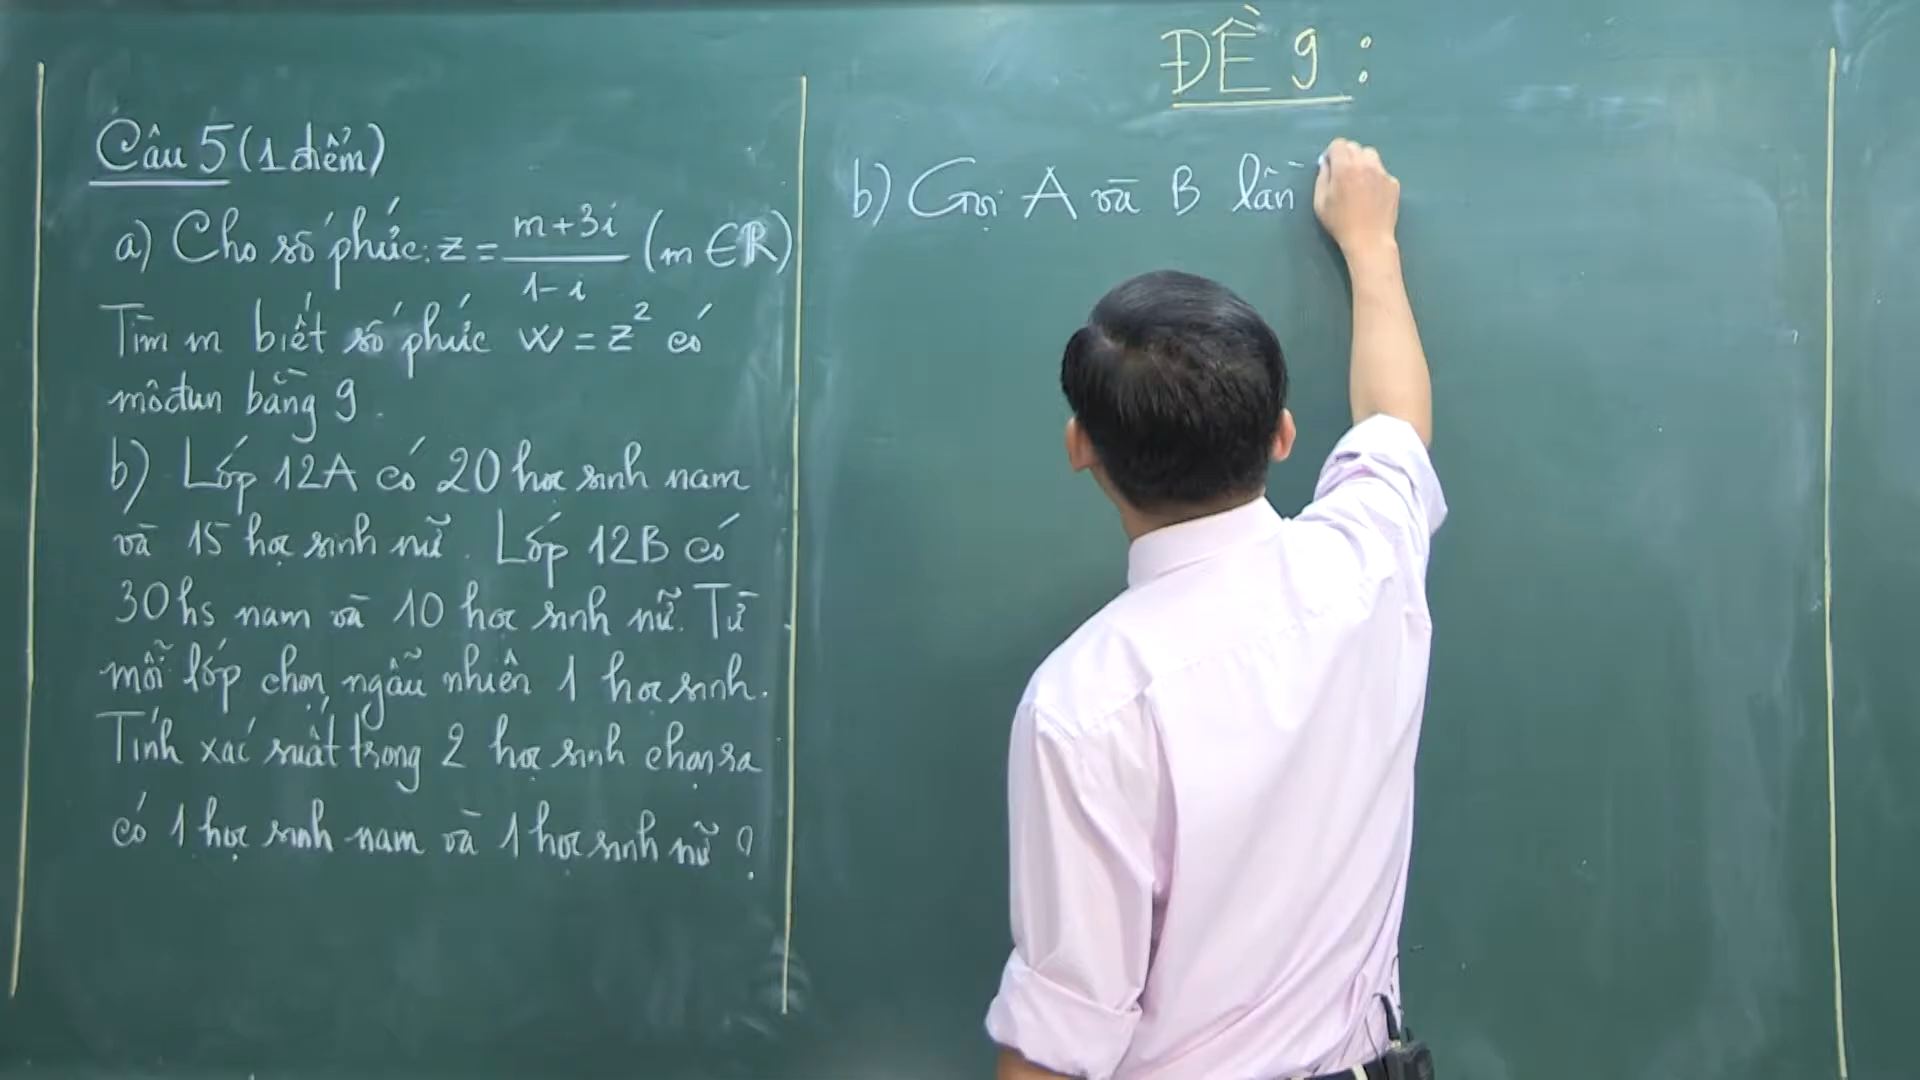 ĐỀ 9 :
Câu 5 (1 điểm)
a) Cho số phức: z = \frac{m+3i}{1-i} (m ∈ ℝ)
Tìm m biết số phức w = z² có
môđun bằng 9.
b) Lớp 12A có 20 học sinh nam
và 15 học sinh nữ. Lớp 12B có
30 hs nam và 10 học sinh nữ. Từ
mỗi lớp chọn ngẫu nhiên 1 học sinh.
Tính xác suất trong 2 học sinh chọn ra
có 1 học sinh nam và 1 học sinh nữ ?
b) Gọi A và B lần